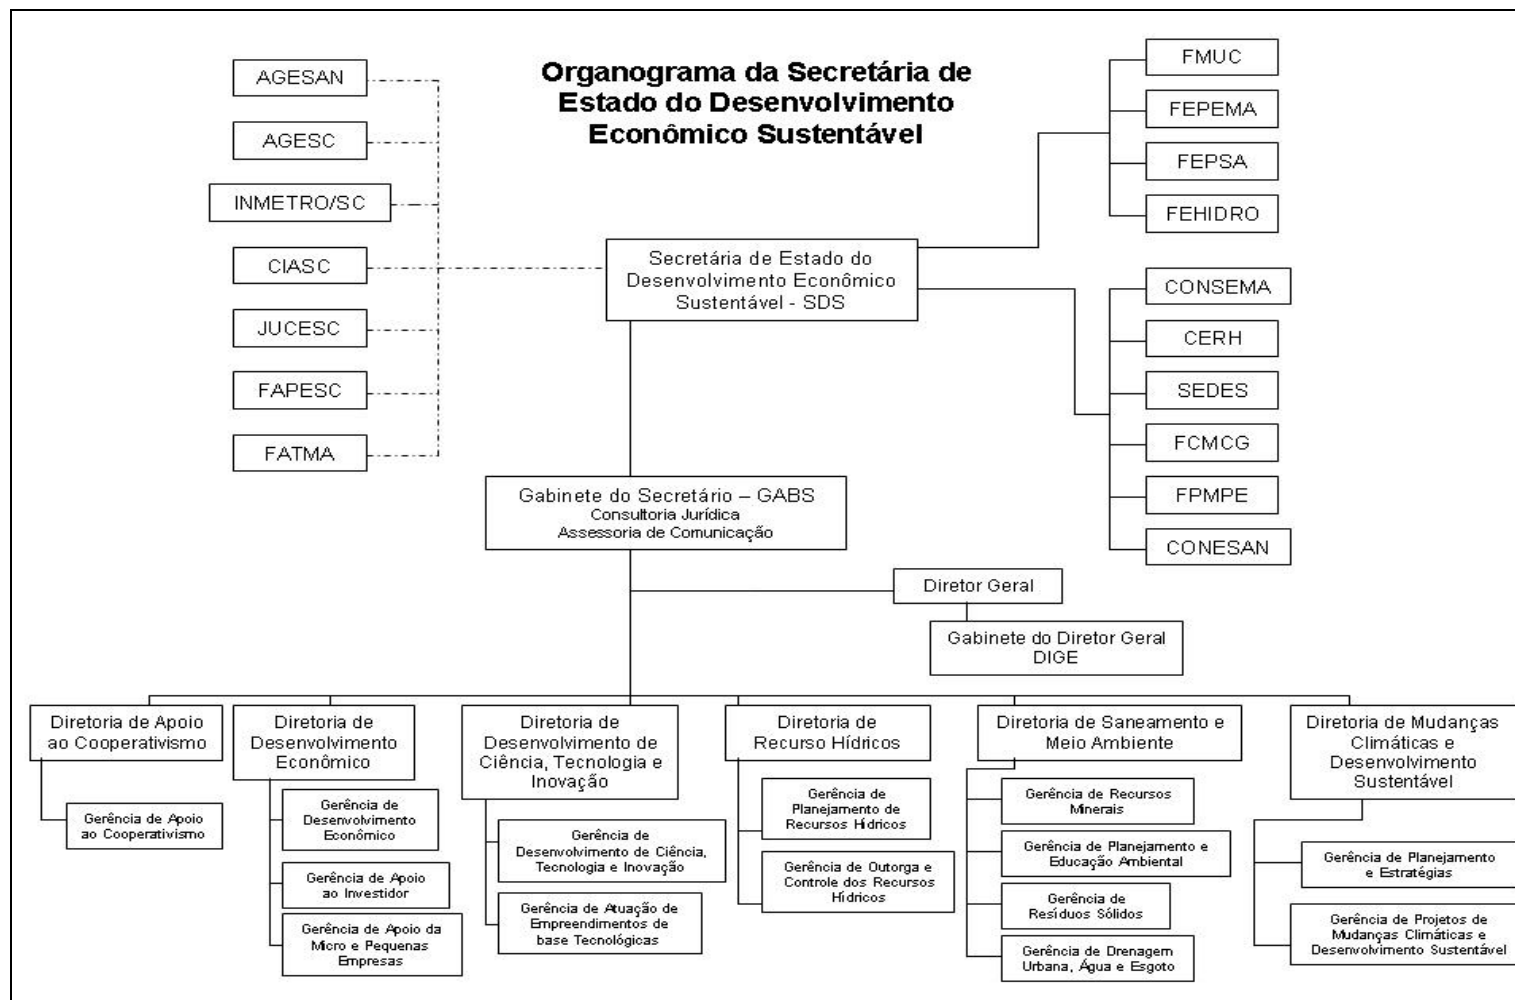 Organograma da Secretária de
Estado do Desenvolvimento
Econômico Sustentável
AGESAN
AGESC
INMETRO/SC
CIASC
JUCESC
FAPESC
FATMA
FMUC
FEPEMA
FEPSA
FEHIDRO
Secretária de Estado do
Desenvolvimento Econômico
Sustentável - SDS
CONSEMA
CERH
SEDES
FCMCG
FPMPE
CONESAN
Gabinete do Secretário – GABS
Consultoria Jurídica
Assessoria de Comunicação
Diretor Geral
Gabinete do Diretor Geral
DIGE
Diretoria de Apoio
ao Cooperativismo
Gerência de Apoio
ao Cooperativismo
Diretoria de
Desenvolvimento
Econômico
Gerência de
Desenvolvimento
Econômico
Gerência de Apoio
ao Investidor
Gerência de Apoio da
Micro e Pequenas
Empresas
Diretoria de
Desenvolvimento de
Ciência, Tecnologia e
Inovação
Gerência de
Desenvolvimento de Ciência,
Tecnologia e Inovação
Gerência de Atuação de
Empreendimentos de
base Tecnológicas
Diretoria de
Recurso Hídricos
Gerência de
Planejamento de
Recursos Hídricos
Gerência de Outorga e
Controle dos Recursos
Hídricos
Diretoria de Saneamento e
Meio Ambiente
Gerência de Recursos
Minerais
Gerência de Planejamento e
Educação Ambiental
Gerência de
Resíduos Sólidos
Gerência de Drenagem
Urbana, Água e Esgoto
Diretoria de Mudanças
Climáticas e
Desenvolvimento
Sustentável
Gerência de Planejamento
e Estratégias
Gerência de Projetos de
Mudanças Climáticas e
Desenvolvimento Sustentável